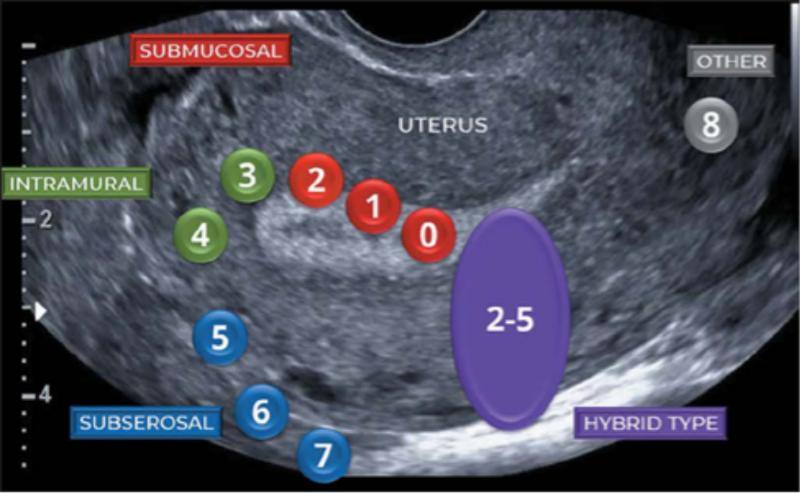 SUBMUCOSAL
OTHER
UTERUS
8
INTRAMURAL
3
2
1
2
4
0
2-5
5
4
6
SUBSEROSAL
HYBRID TYPE
7